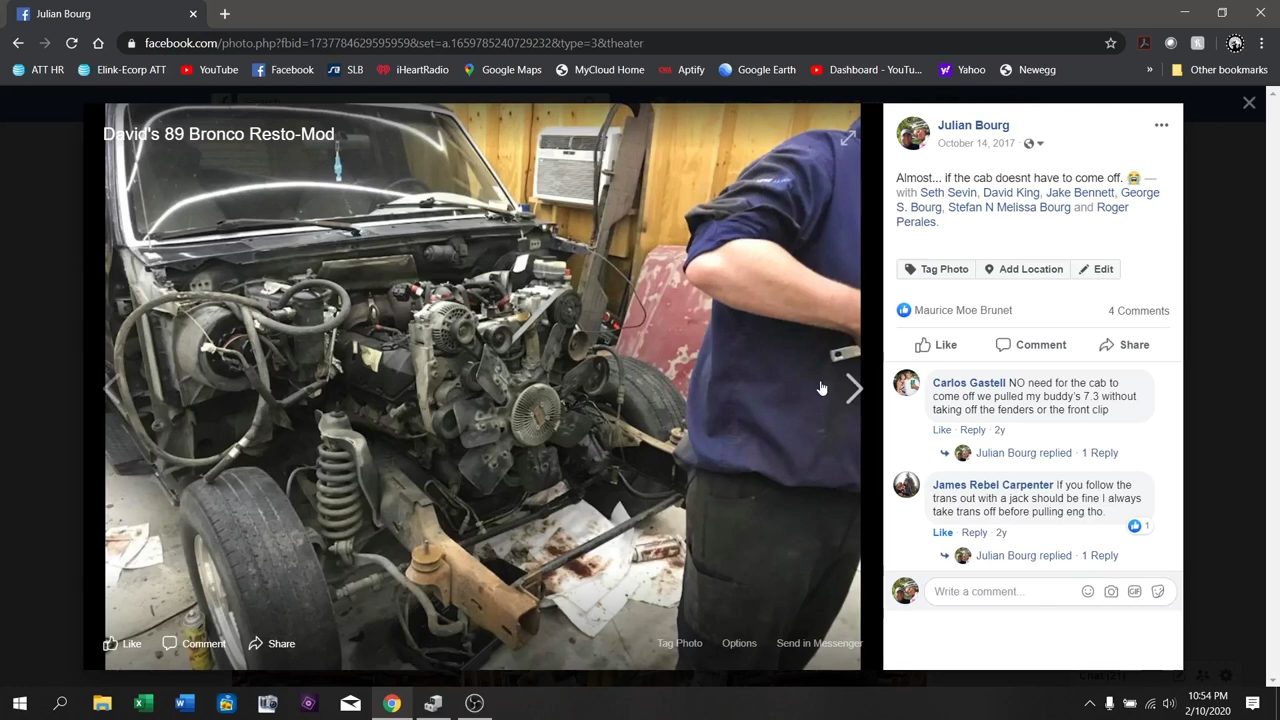 Julian Bourg
facebook.com/photo.php?fbid=17377846295959598&set=a.1659785240729232&type=3&theater
ATT HR
Elink-Ecorp ATT
YouTube
Facebook
SLB
iHeartRadio
Google Maps
MyCloud Home
CWA Aptify
Google Earth
Dashboard - YouTu...
Yahoo
Newegg
»
Other bookmarks
David's 89 Bronco Resto-Mod
Julian Bourg
October 14, 2017
Almost... if the cab doesnt have to come off. 😭 —
with Seth Sevin, David King, Jake Bennett, George
S. Bourg, Stefan N Melissa Bourg and Roger
Perales.
Tag Photo
Add Location
Edit
Maurice Moe Brunet
4 Comments
Like
Comment
Share
Carlos Gastell NO need for the cab to
come off we pulled my buddy's 7.3 without
taking off the fenders or the front clip
Like · Reply · 2y
Julian Bourg replied · 1 Reply
James Rebel Carpenter If you follow the
trans out with a jack should be fine I always
take trans off before pulling eng tho.
1
Like · Reply · 2y
Julian Bourg replied · 1 Reply
Write a comment...
GIF
Like
Comment
Share
Tag Photo
Options
Send in Messenger
Chat (21)
10:54 PM
2/10/2020